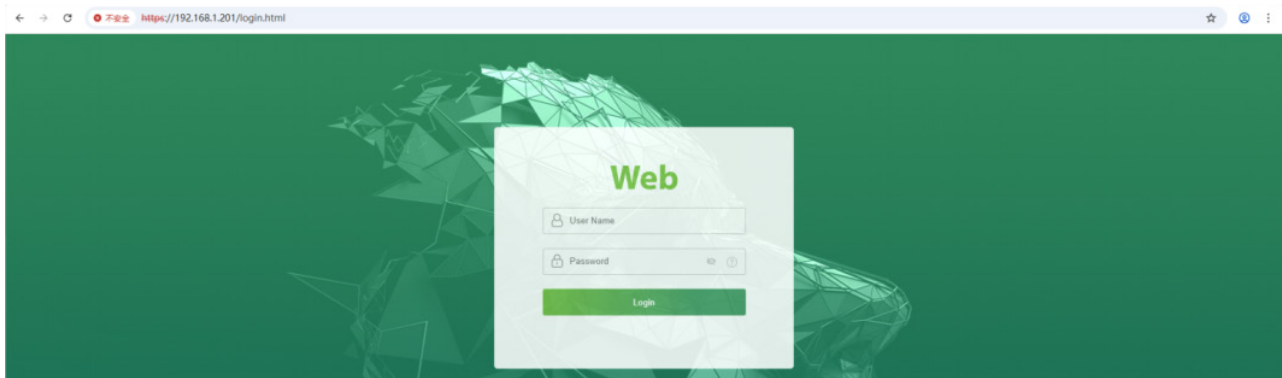 不安全 https://192.168.1.201/login.html
Web
User Name
Password
Login